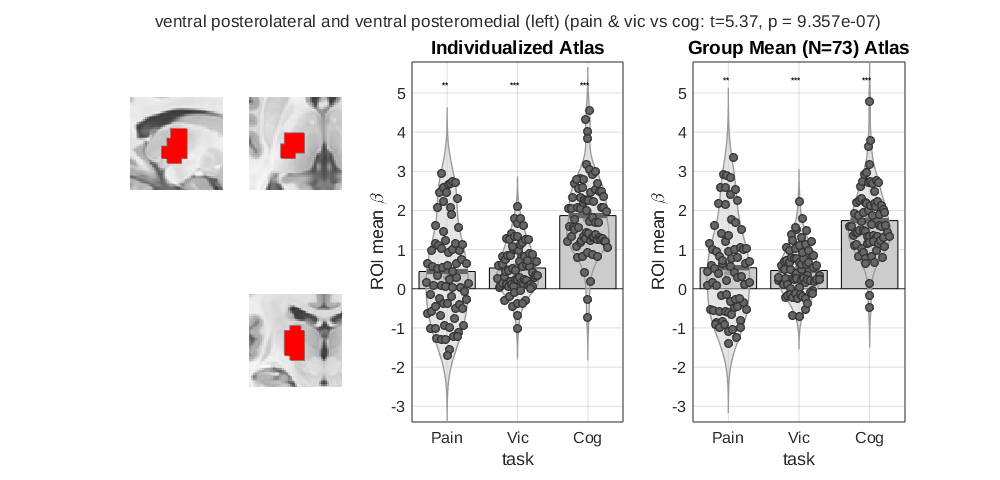 ventral posterolateral and ventral posteromedial (left) (pain & vic vs cog: t=5.37, p = 9.357e-07)
Individualized Atlas
** *** ***
5
4
3
2
1
0
-1
-2
-3
ROI mean β
Pain Vic Cog
task
Group Mean (N=73) Atlas
** *** ***
5
4
3
2
1
0
-1
-2
-3
ROI mean β
Pain Vic Cog
task